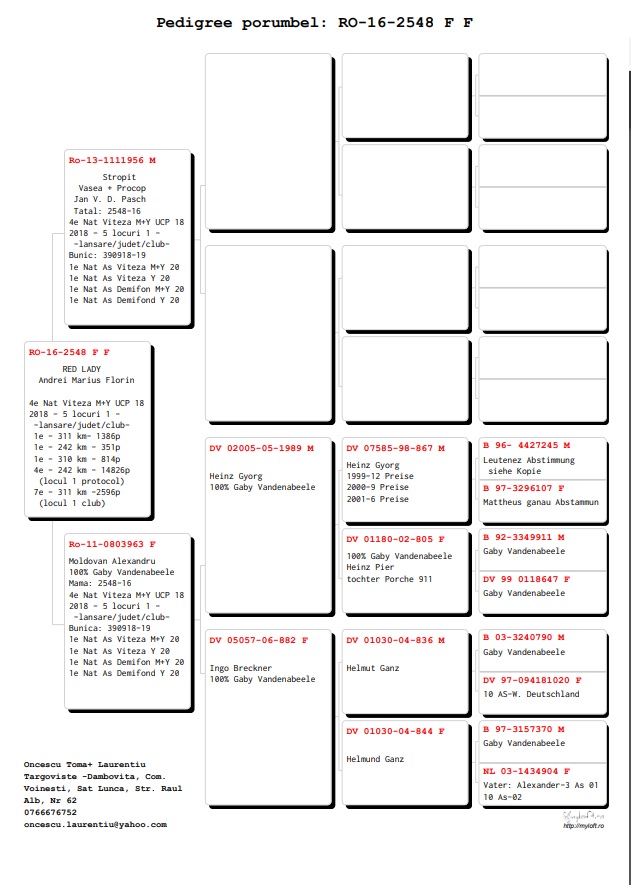 Pedigree porumbel: RO-16-2548 F F
Ro-13-1111956 M
Stropit
Vasea + Procop
Jan V. D. Pasch
Tatal: 2548-16
4e Nat Viteza M+Y UCP 18
2018 - 5 locuri 1 -
-lansare/judet/club-
Bunic: 390918-19
1e Nat As Viteza M+Y 20
1e Nat As Viteza Y 20
1e Nat As Demifon M+Y 20
1e Nat As Demifond Y 20
RO-16-2548 F F
RED LADY
Andrei Marius Florin
4e Nat Viteza M+Y UCP 18
2018 - 5 locuri 1 -
-lansare/judet/club-
1e - 311 km- 1386p
1e - 242 km - 351p
1e - 310 km - 814p
4e - 242 km - 14826p
(locul 1 protocol)
7e - 311 km -2596p
(locul 1 club)
Ro-11-0803963 F
Moldovan Alexandru
100% Gaby Vandenabeele
Mama: 2548-16
4e Nat Viteza M+Y UCP 18
2018 - 5 locuri 1 -
-lansare/judet/club-
Bunica: 390918-19
1e Nat As Viteza M+Y 20
1e Nat As Viteza Y 20
1e Nat As Demifon M+Y 20
1e Nat As Demifond Y 20
DV 02005-05-1989 M
Heinz Gyorg
100% Gaby Vandenabeele
DV 05057-06-882 F
Ingo Breckner
100% Gaby Vandenabeele
DV 07585-98-867 M
Heinz Gyorg
1999-12 Preise
2000-9 Preise
2001-6 Preise
DV 01180-02-805 F
100% Gaby Vandenabeele
Heinz Pier
tochter Porche 911
DV 01030-04-836 M
Helmut Ganz
DV 01030-04-844 F
Helmund Ganz
B 96- 4427245 M
Leutenez Abstimmung
siehe Kopie
B 97-3296107 F
Mattheus ganau Abstammun
B 92-3349911 M
Gaby Vandenabeele
DV 99 0118647 F
Gaby Vandenabeele
B 03-3240790 M
Gaby Vandenabeele
DV 97-094181020 F
10 AS-W. Deutschland
B 97-3157370 M
Gaby Vandenabeele
NL 03-1434904 F
Vater: Alexander-3 As 01
10 As-02
Oncescu Toma+ Laurentiu
Targoviste -Dambovita, Com.
Voinesti, Sat Lunca, Str. Raul
Alb, Nr 62
0766676752
oncescu.laurentiu@yahoo.com
http://myloft.ro